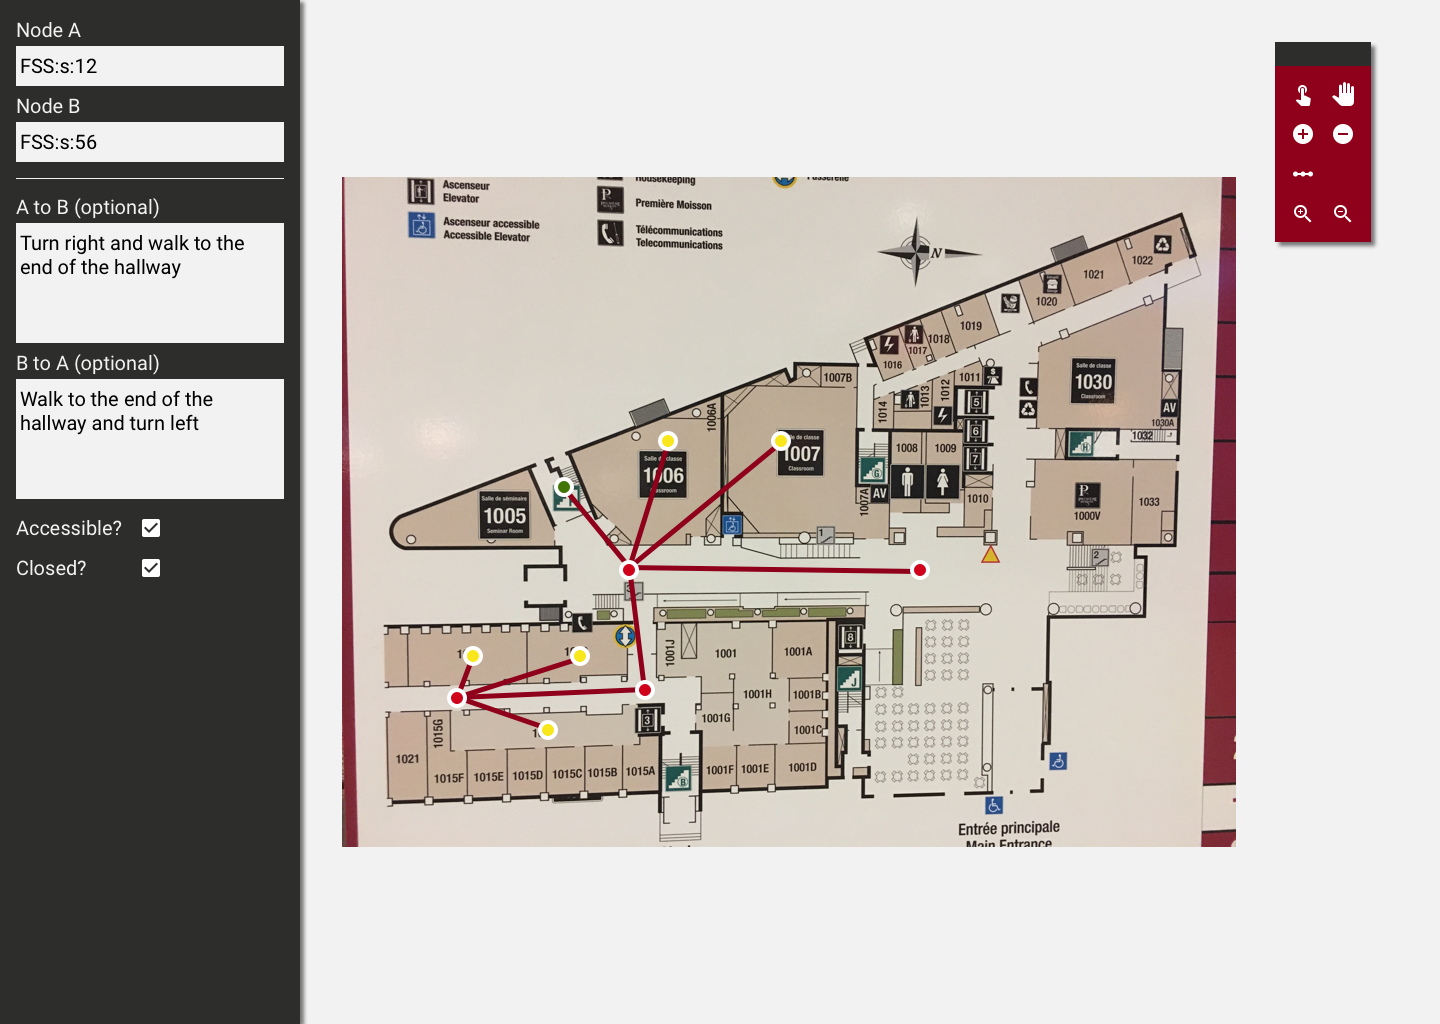 Node A
FSS:s:12
Node B
FSS:s:56
A to B (optional)
Turn right and walk to the
end of the hallway
B to A (optional)
Walk to the end of the
hallway and turn left
Accessible?
Closed?
Ascenseur
Elevator
Ascenseur accessible
Accessible Elevator
Housekeeping
Première Moisson
Télécommunications
Telecommunications
Passerelle
N
1022
1021
1020
1019
1018
1017
1016
1014
1013
1012
1011
5
6
7
1007B
1006A
Salle de classe
1030
Classroom
AV
1030A
1032
H
Salle de classe
1006
Classroom
Salle de classe
1007
Classroom
1008
1009
G
AV
1007A
1010
P
1000V
1033
Salle de séminaire
1005
Seminar Room
1
2
1001J
1001
1001A
8
1001H
1001B
J
1001G
1001C
3
1021
1015G
1015F
1015E
1015D
1015C
1015B
1015A
B
1001F
1001E
1001D
Entrée principale
Main Entrance